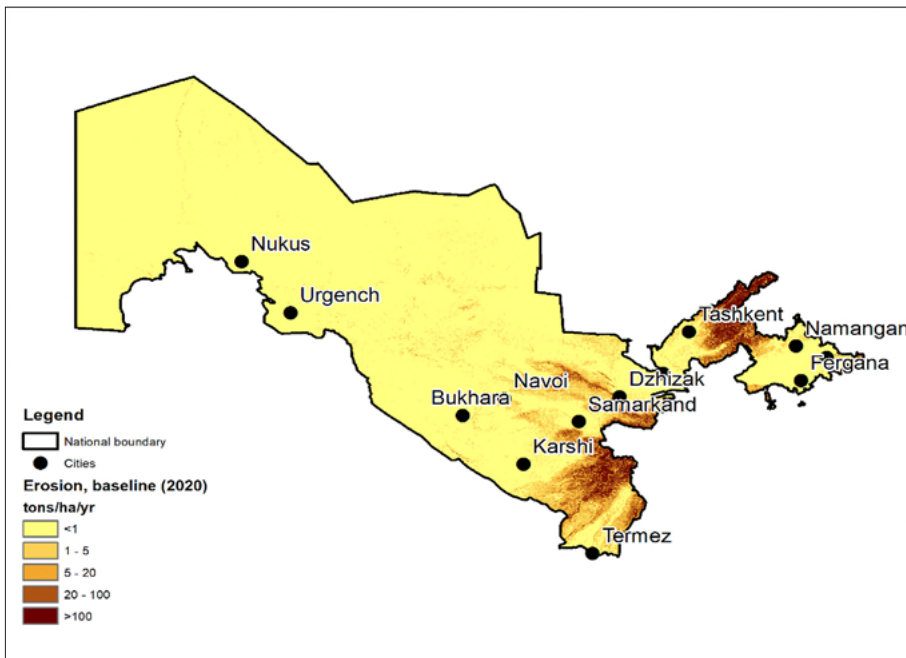 Nukus
Urgench
Tashkent
Namangan
Fergana
Dzhizak
Navoi
Samarkand
Bukhara
Karshi
Termez
Legend
National boundary
Cities
Erosion, baseline (2020)
tons/ha/yr
<1
1 - 5
5 - 20
20 - 100
>100